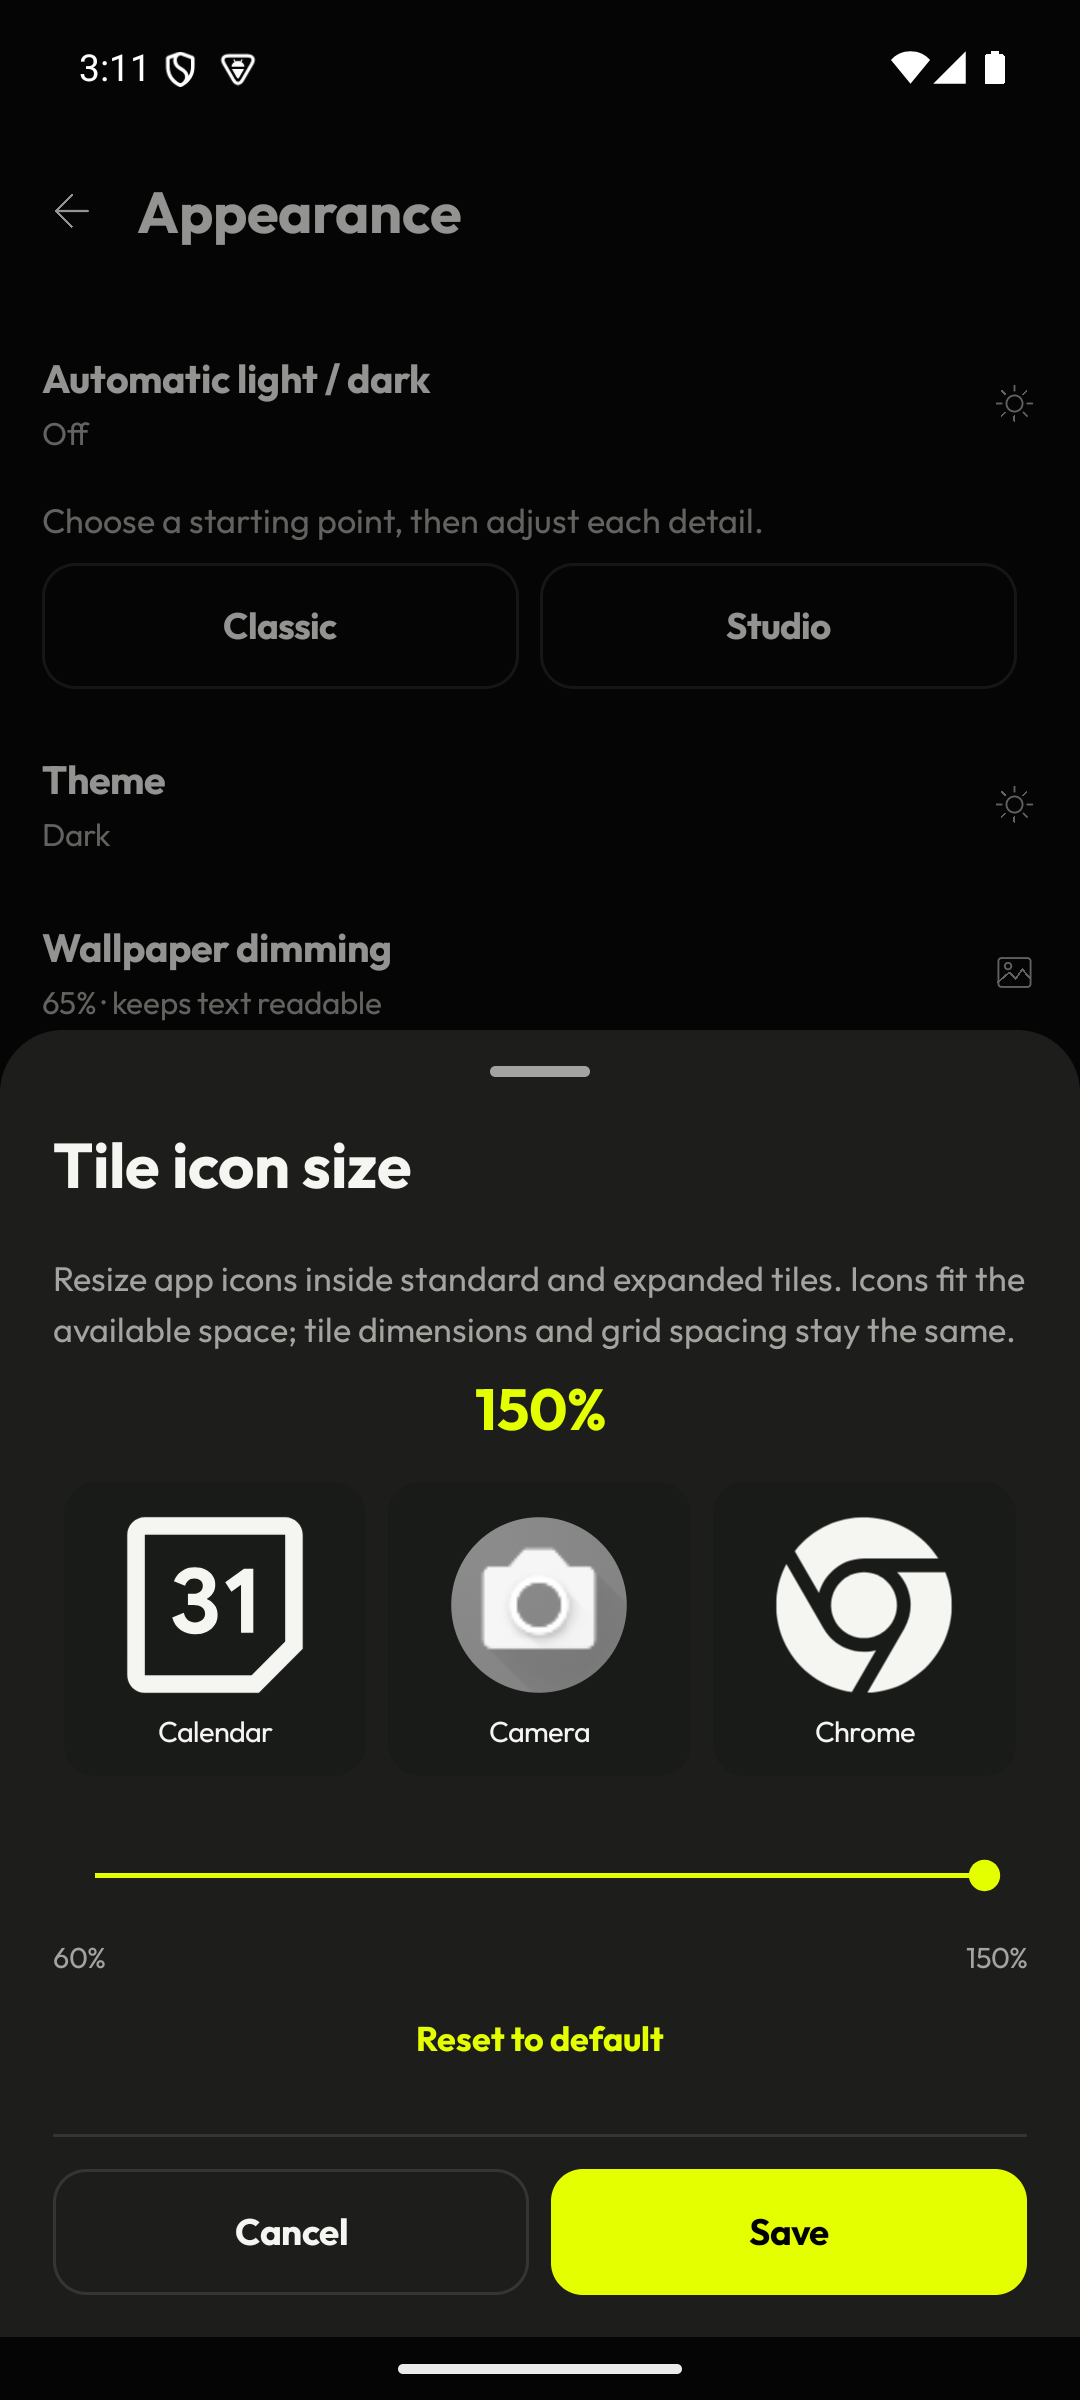 3:11
Appearance
Automatic light / dark
Off
Choose a starting point, then adjust each detail.
Classic
Studio
Theme
Dark
Wallpaper dimming
65% · keeps text readable
Tile icon size
Resize app icons inside standard and expanded tiles. Icons fit the
available space; tile dimensions and grid spacing stay the same.
150%
31
Calendar
Camera
Chrome
60%
150%
Reset to default
Cancel
Save